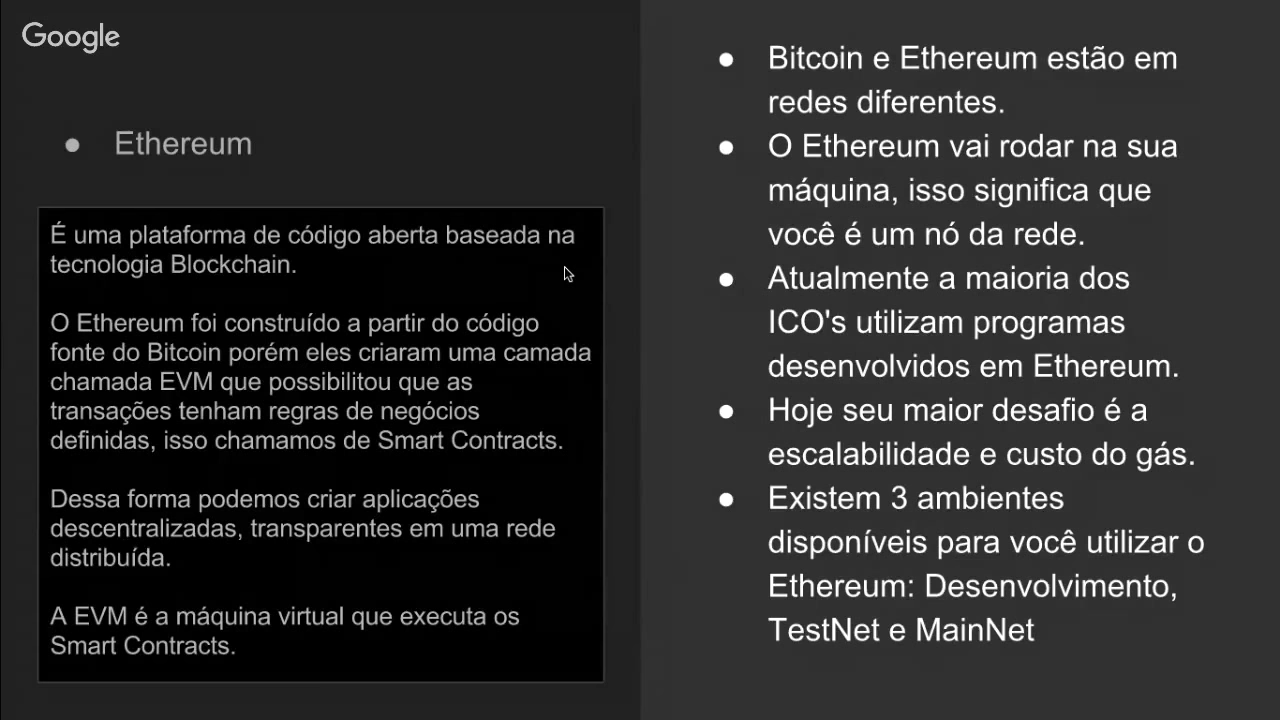 Google
● Ethereum
É uma plataforma de código aberta baseada na
tecnologia Blockchain.
O Ethereum foi construído a partir do código
fonte do Bitcoin porém eles criaram uma camada
chamada EVM que possibilitou que as
transações tenham regras de negócios
definidas, isso chamamos de Smart Contracts.
Dessa forma podemos criar aplicações
descentralizadas, transparentes em uma rede
distribuída.
A EVM é a máquina virtual que executa os
Smart Contracts.
● Bitcoin e Ethereum estão em
redes diferentes.
● O Ethereum vai rodar na sua
máquina, isso significa que
você é um nó da rede.
● Atualmente a maioria dos
ICO's utilizam programas
desenvolvidos em Ethereum.
● Hoje seu maior desafio é a
escalabilidade e custo do gás.
● Existem 3 ambientes
disponíveis para você utilizar o
Ethereum: Desenvolvimento,
TestNet e MainNet